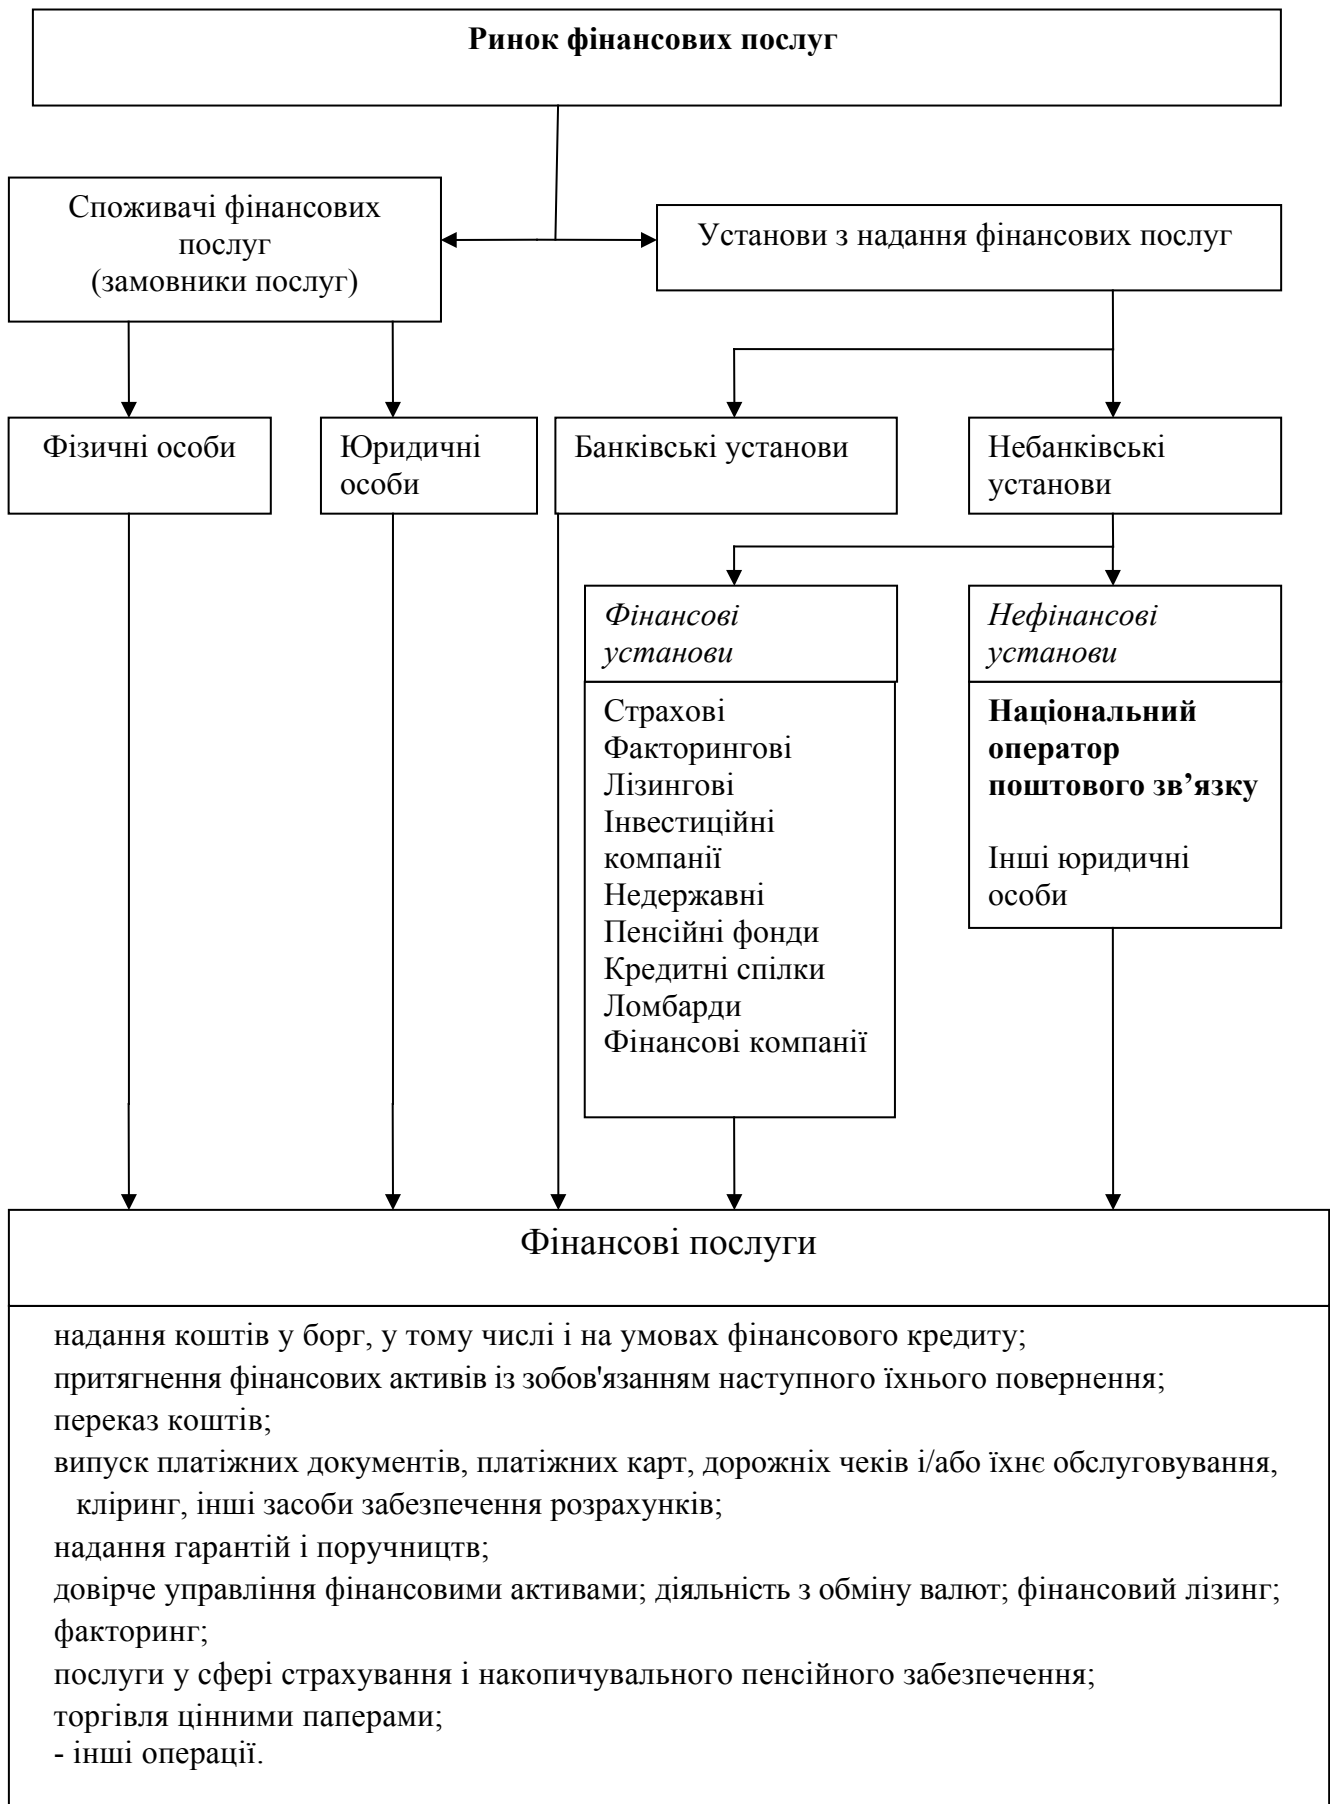 Ринок фінансових послуг
Споживачі фінансових
послуг
(замовники послуг)
Установи з надання фінансових послуг
Фізичні особи
Юридичні
особи
Банківські установи
Небанківські
установи
Фінансові
установи
Нефінансові
установи
Страхові
Факторингові
Лізингові
Інвестиційні
компанії
Недержавні
Пенсійні фонди
Кредитні спілки
Ломбарди
Фінансові компанії
Національний
оператор
поштового зв’язку
Інші юридичні
особи
Фінансові послуги
надання коштів у борг, у тому числі і на умовах фінансового кредиту;
притягнення фінансових активів із зобов'язанням наступного їхнього повернення;
переказ коштів;
випуск платіжних документів, платіжних карт, дорожніх чеків і/або їхнє обслуговування,
кліринг, інші засоби забезпечення розрахунків;
надання гарантій і поручництв;
довірче управління фінансовими активами; діяльність з обміну валют; фінансовий лізинг;
факторинг;
послуги у сфері страхування і накопичувального пенсійного забезпечення;
торгівля цінними паперами;
- інші операції.